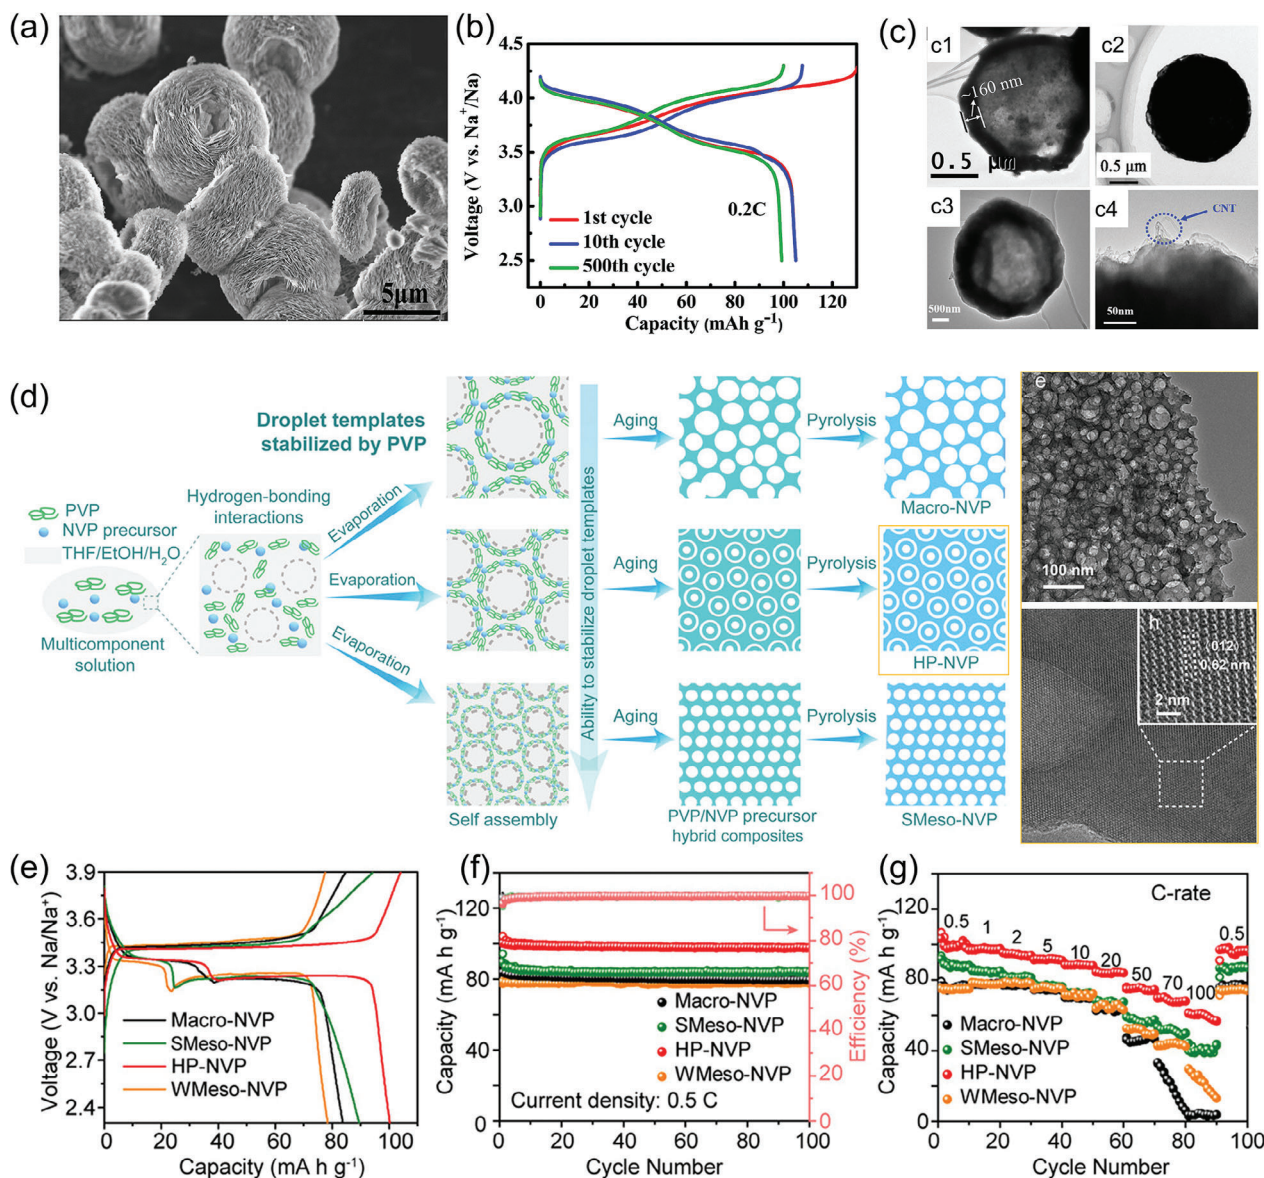 (a)
5μm
(b)
Voltage (V vs. Na⁺/Na)
4.5
4.0
3.5
3.0
2.5
0.2C
1st cycle
10th cycle
500th cycle
0 20 40 60 80 100 120
Capacity (mAh g⁻¹)
(c)
c1
~160 nm
0.5 μm
c2
0.5 μm
c3
500nm
c4
CNT
50nm
(d)
Droplet templates
stabilized by PVP
PVP
NVP precursor
THF/EtOH/H₂O
Multicomponent
solution
Hydrogen-bonding
interactions
Evaporation
Evaporation
Evaporation
Self assembly
Ability to stabilize droplet templates
Aging
Pyrolysis
Macro-NVP
Aging
Pyrolysis
HP-NVP
Aging
Pyrolysis
PVP/NVP precursor
hybrid composites
SMeso-NVP
e
100 nm
h
(012)
0.62 nm
2 nm
(e)
Voltage (V vs. Na/Na⁺)
3.9
3.6
3.3
3.0
2.7
2.4
Macro-NVP
SMeso-NVP
HP-NVP
WMeso-NVP
0 20 40 60 80 100
Capacity (mA h g⁻¹)
(f)
Capacity (mA h g⁻¹)
120
80
40
0
Macro-NVP
SMeso-NVP
HP-NVP
WMeso-NVP
Current density: 0.5 C
0 20 40 60 80 100
Cycle Number
100
80
60
40
20
0
Efficiency (%)
(g)
Capacity (mA h g⁻¹)
120
80
40
0
C-rate
0.5 1 2 5 10 20 50 70 100 0.5
Macro-NVP
SMeso-NVP
HP-NVP
WMeso-NVP
0 20 40 60 80 100
Cycle Number